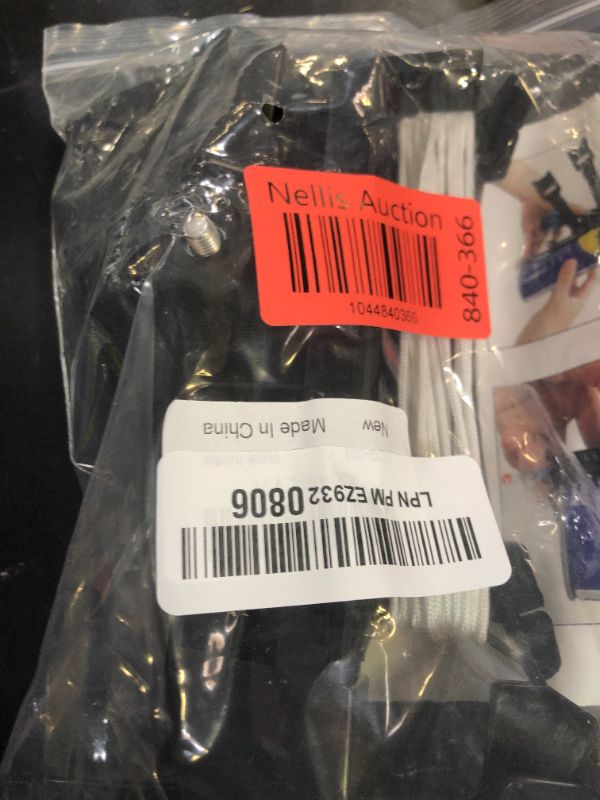 Nellis Auction
840-366
1044840366
New
Made In China
LPN PM EZ932 0806